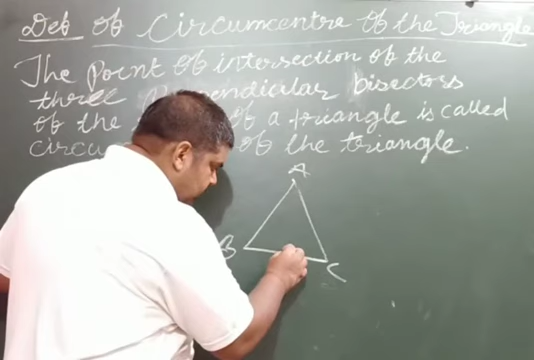 Def of Circumcentre Of the Triangle
The Point Of intersection Of the
three Perpendicular bisectors
Of the of a triangle is called
circu of the triangle.
A
B
C